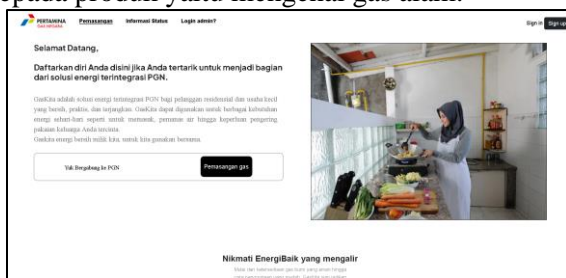 epada produk yaitu mengenai gas alam.
PERTAMINA
GAS NEGARA
Pemasangan
Informasi Status
Login admin?
Sign in
Sign up
Selamat Datang,
Daftarkan diri Anda disini jika Anda tertarik untuk menjadi bagian
dari solusi energi terintegrasi PGN.
GasKita adalah solusi energi terintegrasi PGN bagi pelanggan residensial dan usaha kecil
yang bersih, praktis, dan terjangkau. GasKita dapat digunakan untuk berbagai kebutuhan
energi sehari-hari seperti untuk memasak, pemanas air hingga keperluan pengering
pakaian keluarga Anda tercinta.
Gaskita energi bersih milik kita, untuk kita gunakan bersama.
Yuk Bergabung ke PGN
Pemasangan gas
Nikmati EnergiBaik yang mengalir